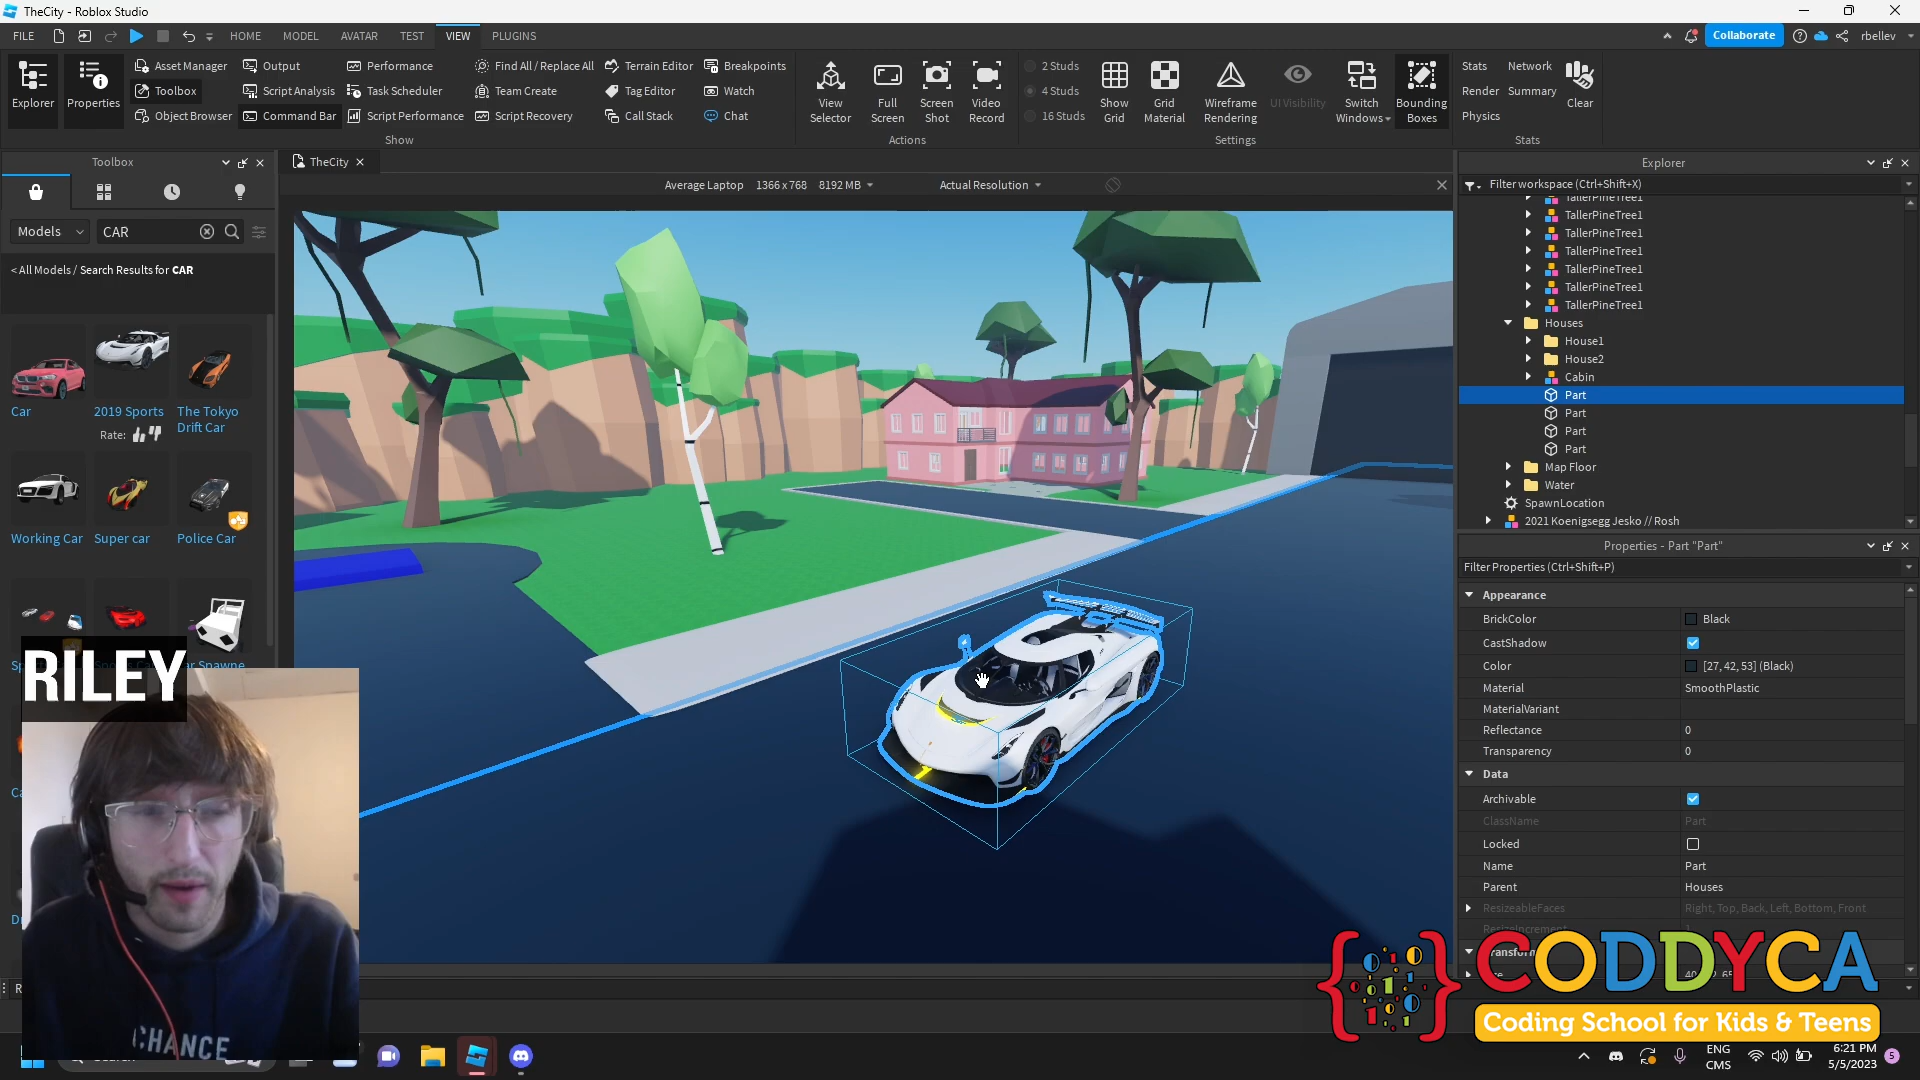 TheCity - Roblox Studio
FILE HOME MODEL AVATAR TEST VIEW PLUGINS Collaborate rbellev
Explorer
Properties
Asset Manager
Toolbox
Object Browser
Output
Script Analysis
Command Bar
Performance
Task Scheduler
Script Performance
Find All / Replace All
Team Create
Script Recovery
Terrain Editor
Tag Editor
Call Stack
Breakpoints
Watch
Chat
Show
View Selector
Full Screen
Screen Shot
Video Record
Actions
2 Studs
4 Studs
16 Studs
Show Grid
Grid Material
Wireframe Rendering
UI Visibility
Switch Windows
Bounding Boxes
Settings
Stats Network
Render Summary
Physics
Clear
Stats
Toolbox
Models CAR
< All Models / Search Results for CAR
Car
2019 Sports
Rate:
The Tokyo Drift Car
Working Car Super car Police Car
RILEY
TheCity
Average Laptop 1366 x 768 8192 MB Actual Resolution
Explorer
Filter workspace (Ctrl+Shift+X)
TallerPineTree1
TallerPineTree1
TallerPineTree1
TallerPineTree1
TallerPineTree1
TallerPineTree1
TallerPineTree1
Houses
House1
House2
Cabin
Part
Part
Part
Part
Map Floor
Water
SpawnLocation
2021 Koenigsegg Jesko // Rosh
Properties - Part "Part"
Filter Properties (Ctrl+Shift+P)
Appearance
BrickColor Black
CastShadow
Color [27, 42, 53] (Black)
Material SmoothPlastic
MaterialVariant
Reflectance 0
Transparency 0
Data
Archivable
ClassName Part
Locked
Name Part
Parent Houses
ResizeableFaces Right, Top, Back, Left, Bottom, Front
CODDYCA
Coding School for Kids & Teens
CHANCE
ENG
CMS
6:21 PM
5/5/2023
5